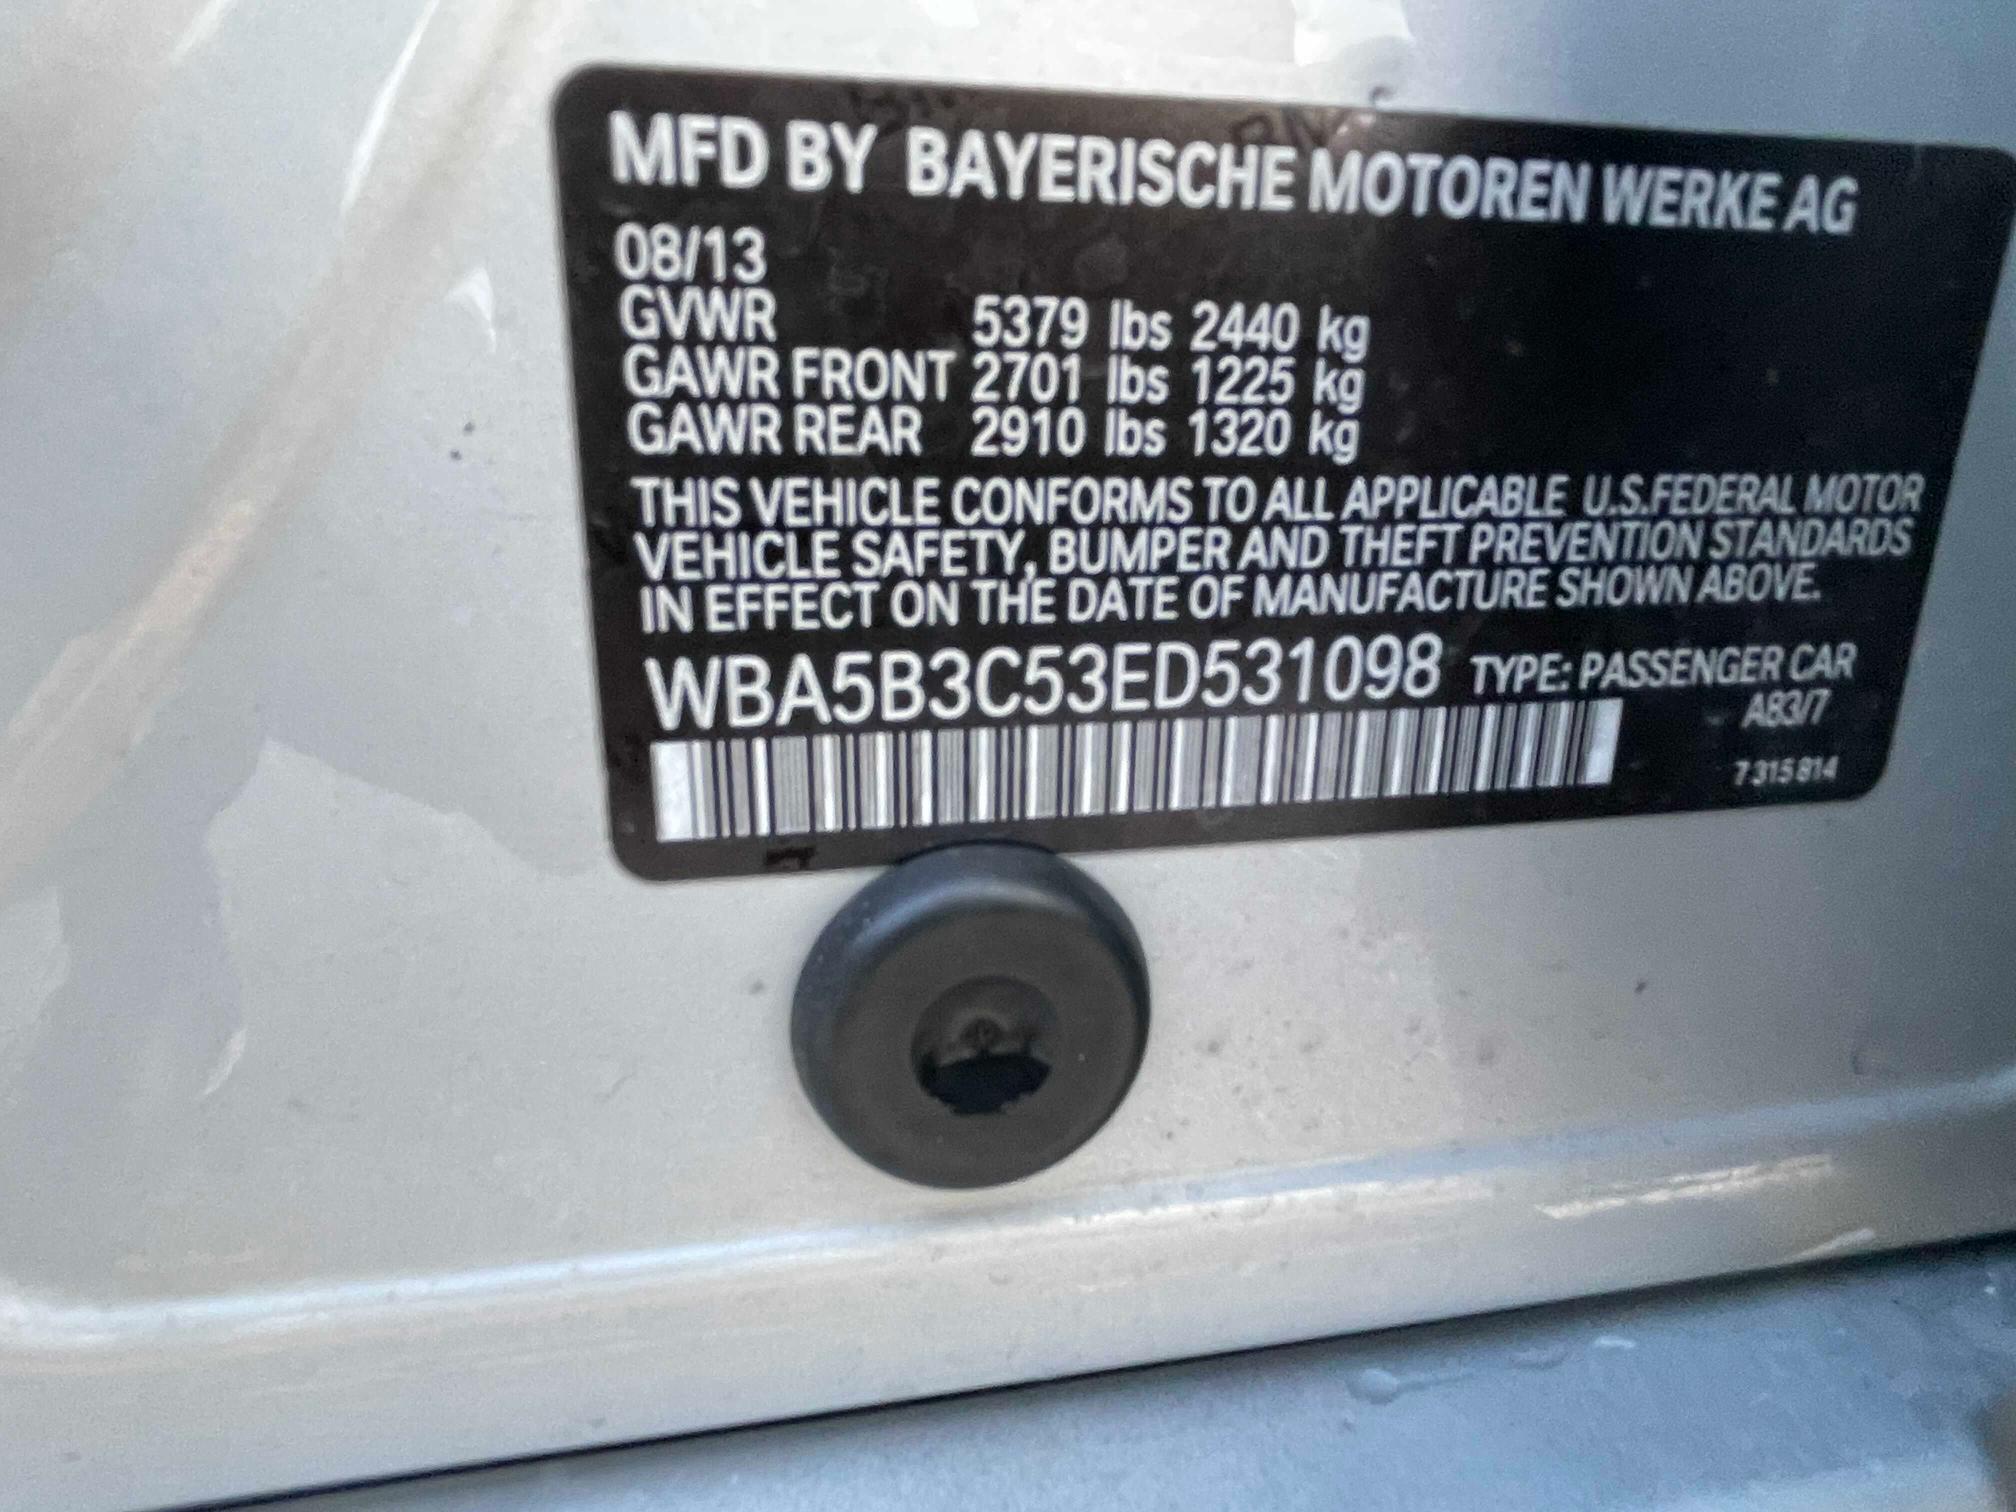 MFD BY BAYERISCHE MOTOREN WERKE AG
08/13
GVWR 5379 lbs 2440 kg
GAWR FRONT 2701 lbs 1225 kg
GAWR REAR 2910 lbs 1320 kg
THIS VEHICLE CONFORMS TO ALL APPLICABLE U.S.FEDERAL MOTOR
VEHICLE SAFETY, BUMPER AND THEFT PREVENTION STANDARDS
IN EFFECT ON THE DATE OF MANUFACTURE SHOWN ABOVE.
WBA5B3C53ED531098 TYPE: PASSENGER CAR
A83/7
7 315 814